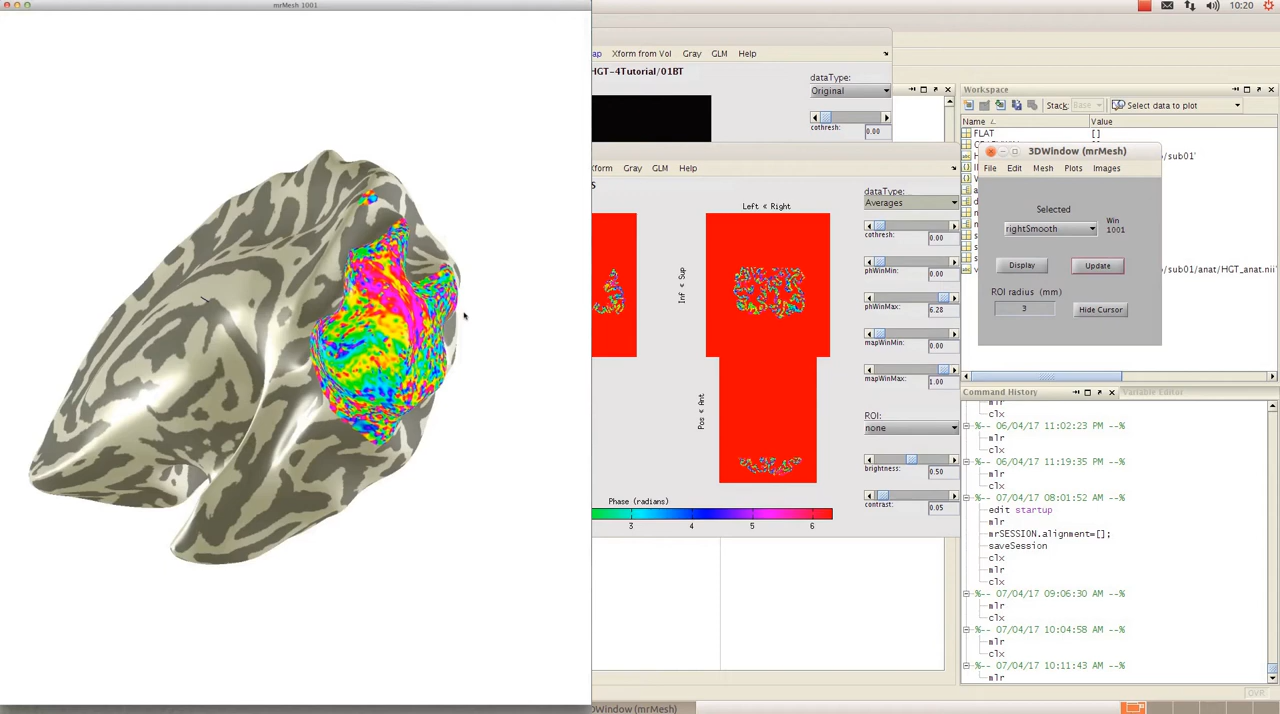 mrMesh 1001
10:20
ap Xform from Vol Gray GLM Help
HGT-4Tutorial/01BT
dataType:
Original
cothresh:
0.00
Xform Gray GLM Help
S
dataType:
Averages
Left < Right
cothresh:
0.00
Inf < Sup
phWinMin:
0.00
phWinMax:
6.28
mapWinMin:
0.00
mapWinMax:
1.00
Pos < Ant
ROI:
none
brightness:
0.50
contrast:
0.05
Phase (radians)
3 4 5 6
3DWindow (mrMesh)
Workspace
Stack: Base
Select data to plot
Name
Value
FLAT
[]
[]
/sub01'
/sub01/anat/HGT_anat.nii'
3DWindow (mrMesh)
File Edit Mesh Plots Images
Selected
rightSmooth
Win
1001
Display
Update
ROI radius (mm)
3
Hide Cursor
Command History
Variable Editor
mlr
clx
%-- 06/04/17 11:02:23 PM --%
mlr
clx
%-- 06/04/17 11:19:35 PM --%
mlr
clx
%-- 07/04/17 08:01:52 AM --%
edit startup
mlr
mrSESSION.alignment=[];
saveSession
clx
mlr
clx
%-- 07/04/17 09:06:30 AM --%
mlr
clx
%-- 07/04/17 10:04:58 AM --%
mlr
clx
%-- 07/04/17 10:11:43 AM --%
mlr
OVR